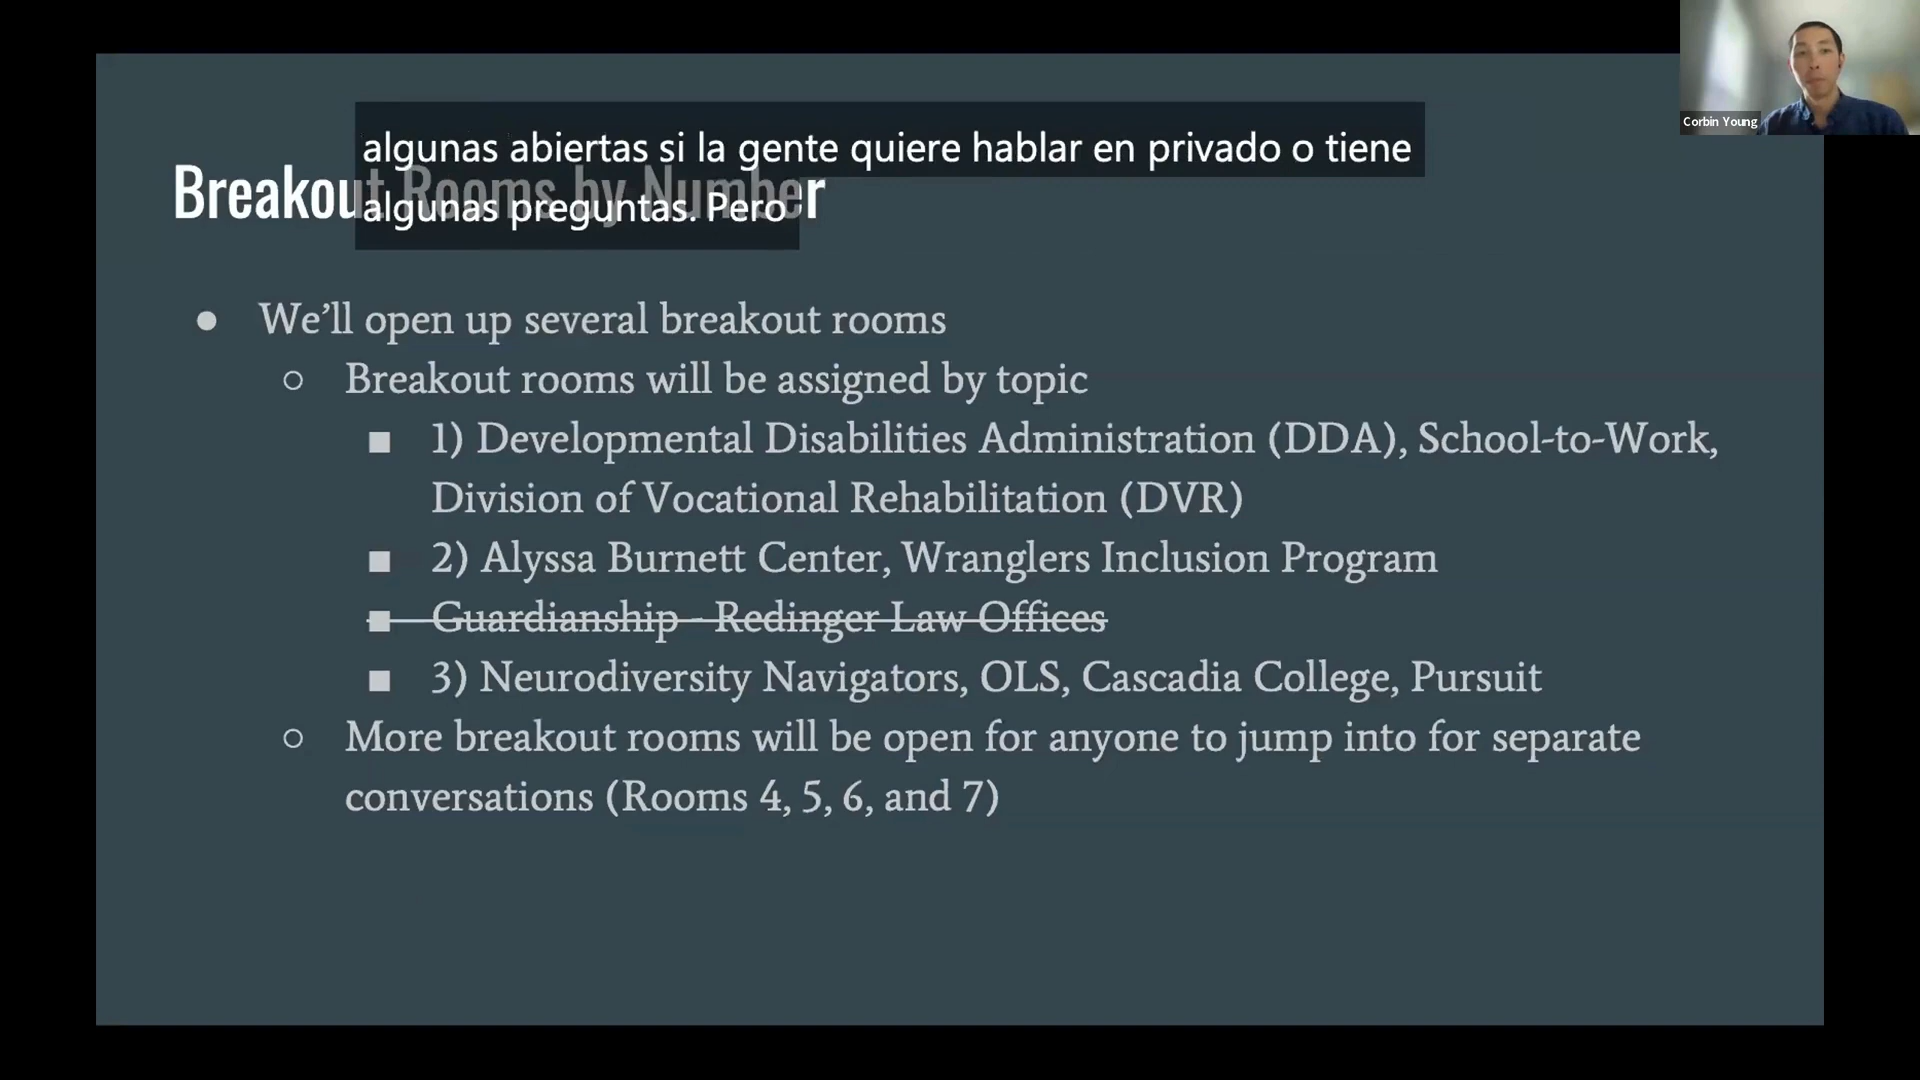 Corbin Young
algunas abiertas si la gente quiere hablar en privado o tiene
algunas preguntas. Pero
Breakout Rooms by Number
● We’ll open up several breakout rooms
○ Breakout rooms will be assigned by topic
■ 1) Developmental Disabilities Administration (DDA), School-to-Work,
Division of Vocational Rehabilitation (DVR)
■ 2) Alyssa Burnett Center, Wranglers Inclusion Program
■ Guardianship - Redinger Law Offices
■ 3) Neurodiversity Navigators, OLS, Cascadia College, Pursuit
○ More breakout rooms will be open for anyone to jump into for separate
conversations (Rooms 4, 5, 6, and 7)